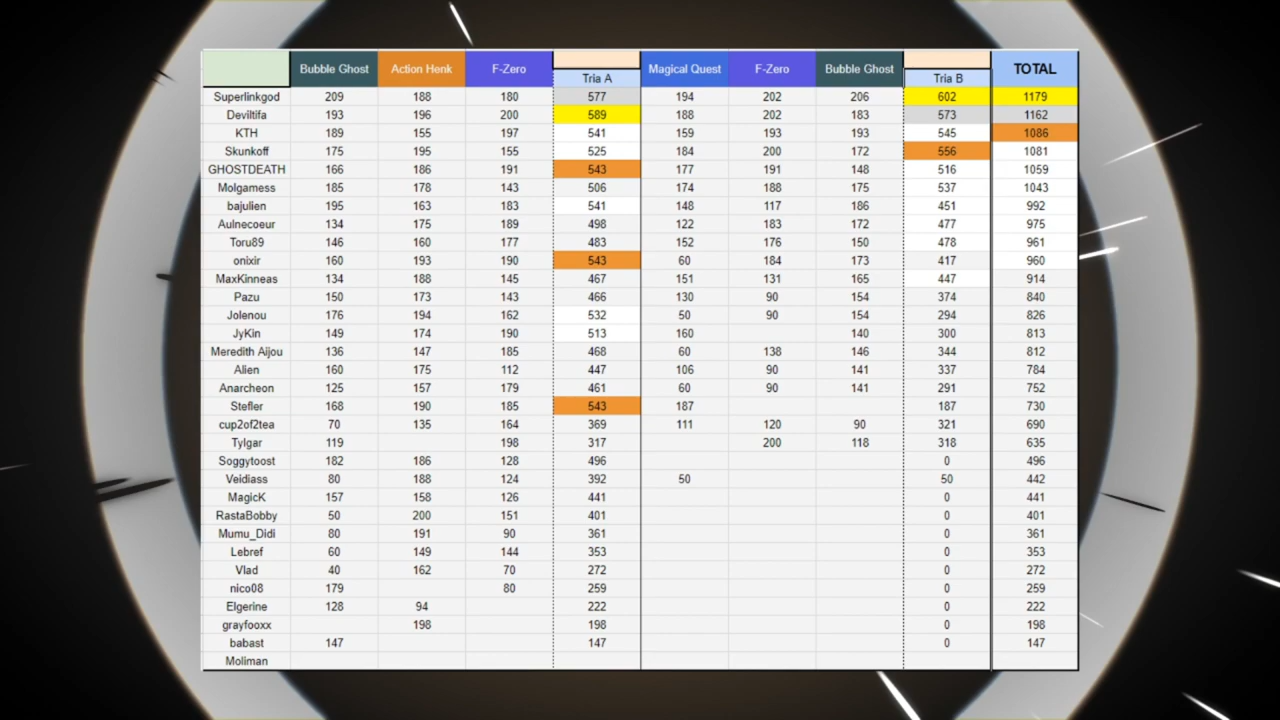 Bubble Ghost Action Henk F-Zero Tria A Magical Quest F-Zero Bubble Ghost Tria B TOTAL
Superlinkgod 209 188 180 577 194 202 206 602 1179
Deviltifa 193 196 200 589 188 202 183 573 1162
KTH 189 155 197 541 159 193 193 545 1086
Skunkoff 175 195 155 525 184 200 172 556 1081
GHOSTDEATH 166 186 191 543 177 191 148 516 1059
Molgamess 185 178 143 506 174 188 175 537 1043
bajulien 195 163 183 541 148 117 186 451 992
Aulnecoeur 134 175 189 498 122 183 172 477 975
Toru89 146 160 177 483 152 176 150 478 961
onixir 160 193 190 543 60 184 173 417 960
MaxKinneas 134 188 145 467 151 131 165 447 914
Pazu 150 173 143 466 130 90 154 374 840
Jolenou 176 194 162 532 50 90 154 294 826
JyKin 149 174 190 513 160 140 300 813
Meredith Aijou 136 147 185 468 60 138 146 344 812
Alien 160 175 112 447 106 90 141 337 784
Anarcheon 125 157 179 461 60 90 141 291 752
Stefler 168 190 185 543 187 187 730
cup2of2tea 70 135 164 369 111 120 90 321 690
Tylgar 119 198 317 200 118 318 635
Soggytoost 182 186 128 496 0 496
Veidiass 80 188 124 392 50 50 442
MagicK 157 158 126 441 0 441
RastaBobby 50 200 151 401 0 401
Mumu_Didi 80 191 90 361 0 361
Lebref 60 149 144 353 0 353
Vlad 40 162 70 272 0 272
nico08 179 80 259 0 259
Elgerine 128 94 222 0 222
grayfooxx 198 198 0 198
babast 147 147 0 147
Moliman